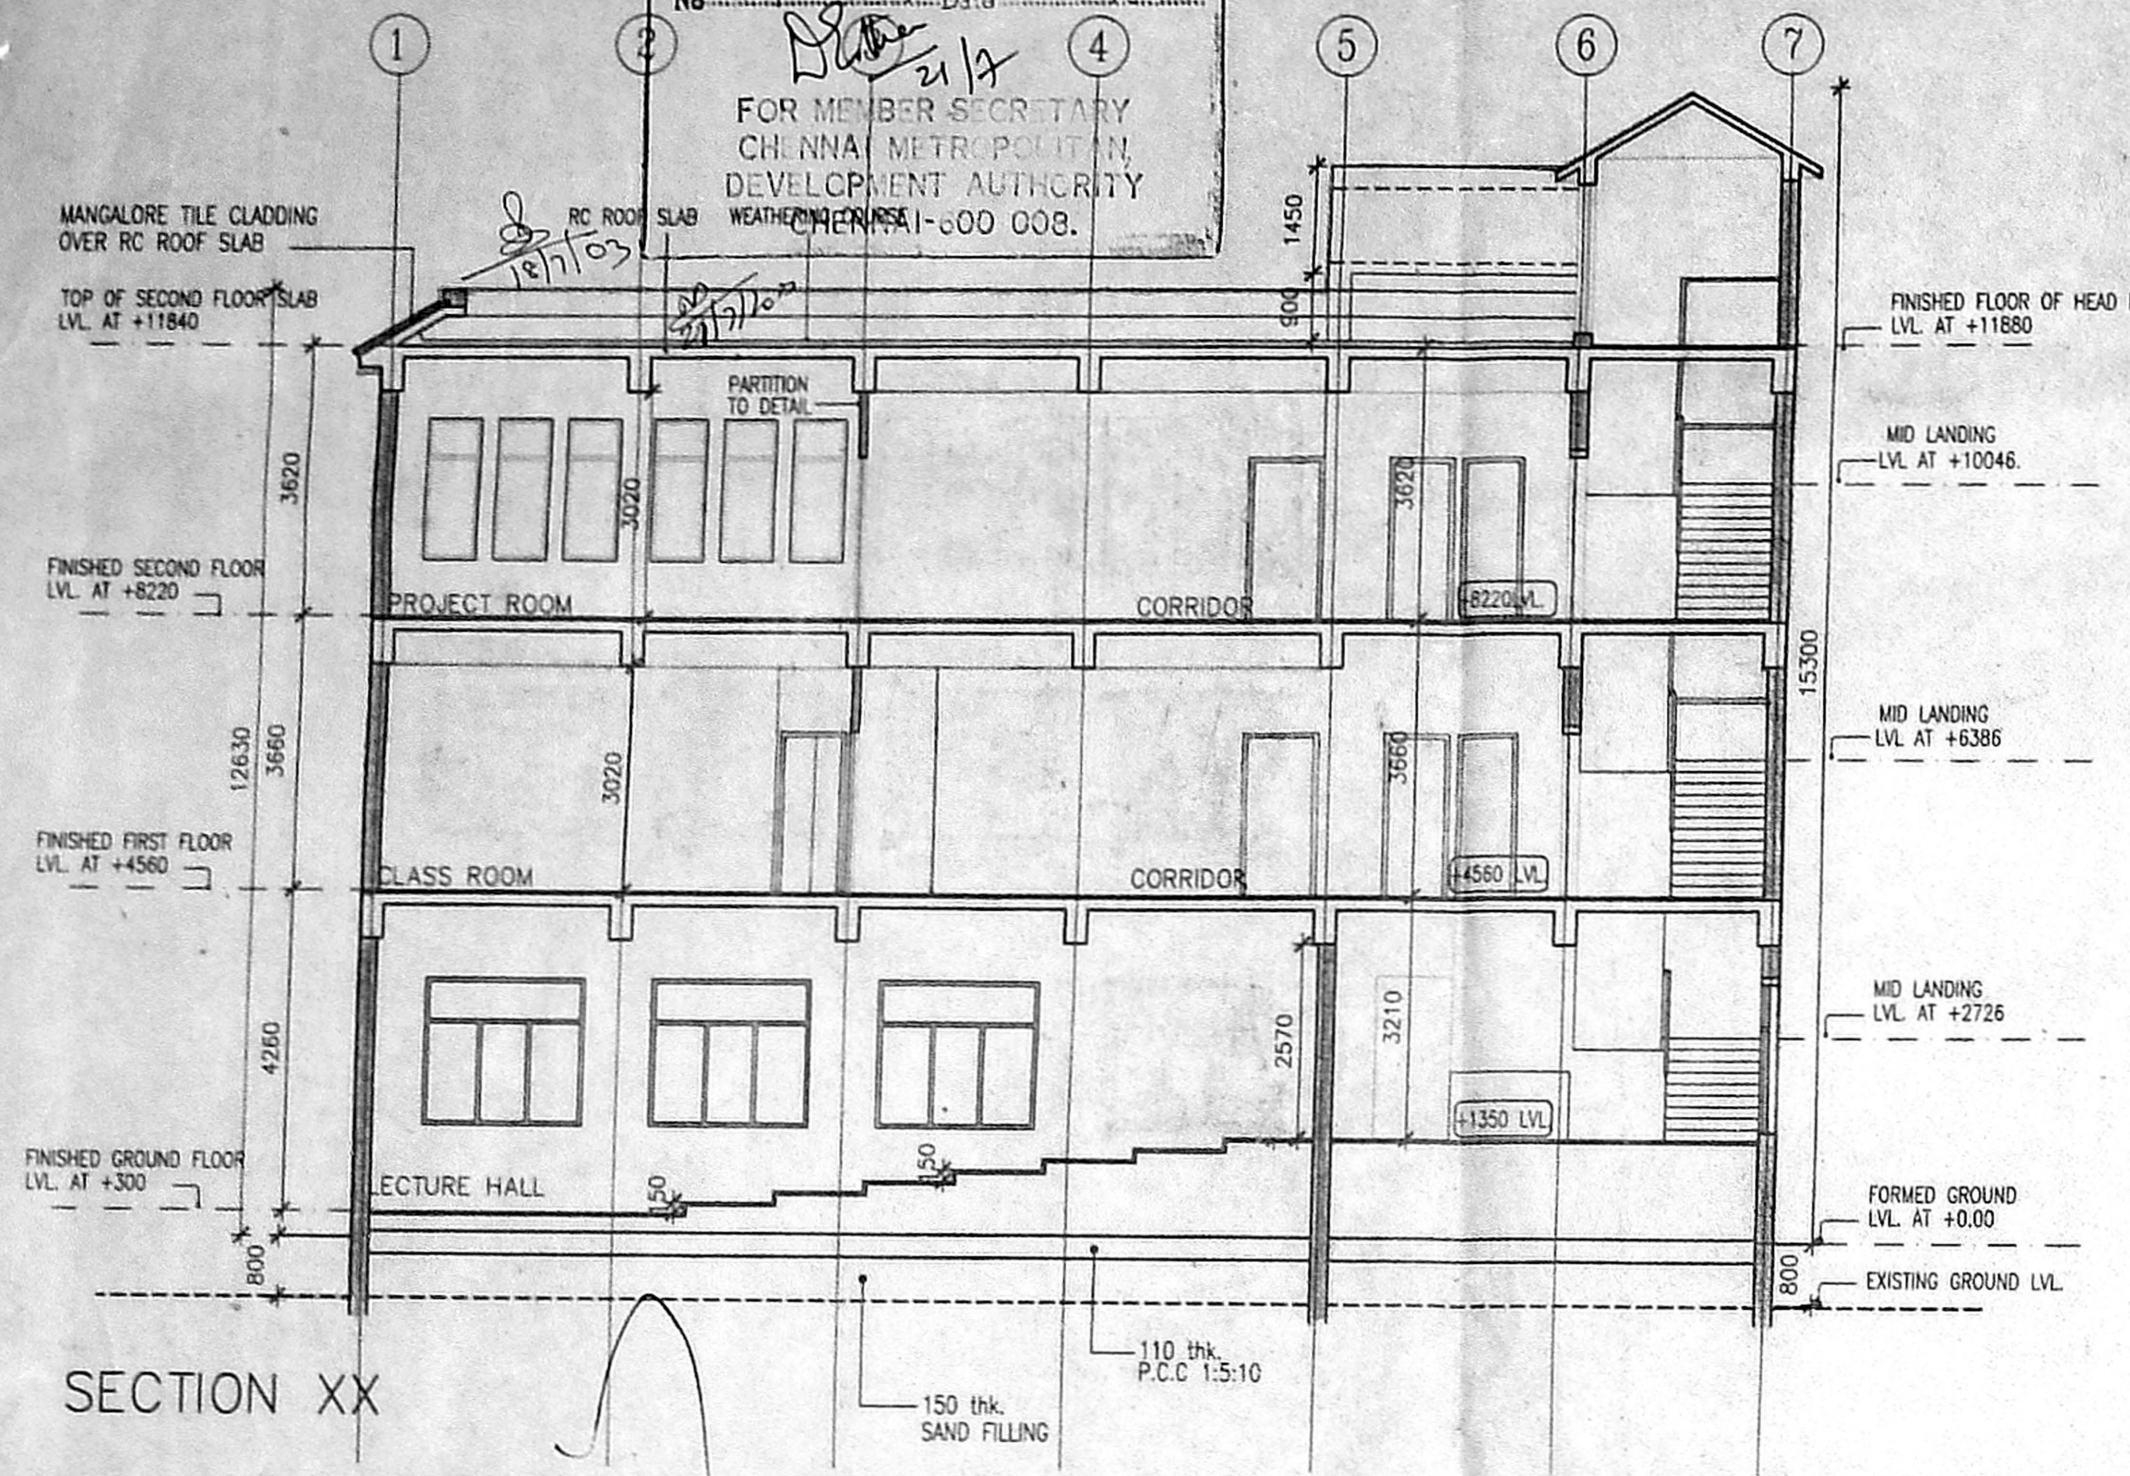 No Date
1
2
4
5
6
7
21/7
FOR MEMBER SECRETARY
CHENNAI METROPOLITAN,
DEVELOPMENT AUTHORITY
CHENNAI-600 008.
MANGALORE TILE CLADDING
OVER RC ROOF SLAB
18/7/03
RC ROOF SLAB
WEATHERING COURSE
1450
900
TOP OF SECOND FLOOR SLAB
LVL. AT +11840
FINISHED FLOOR OF HEAD
LVL. AT +11880
PARTITION
TO DETAIL
MID LANDING
LVL AT +10046.
3620
3020
3620
FINISHED SECOND FLOOR
LVL. AT +8220
PROJECT ROOM
CORRIDOR
+8220LVL.
15300
MID LANDING
LVL AT +6386
12630
3660
3020
3660
FINISHED FIRST FLOOR
LVL. AT +4560
CLASS ROOM
CORRIDOR
+4560 LVL
MID LANDING
LVL. AT +2726
4260
2570
3210
+1350 LVL
FINISHED GROUND FLOOR
LVL. AT +300
LECTURE HALL
150
150
FORMED GROUND
LVL. AT +0.00
800
800
EXISTING GROUND LVL.
110 thk.
P.C.C 1:5:10
150 thk.
SAND FILLING
SECTION XX